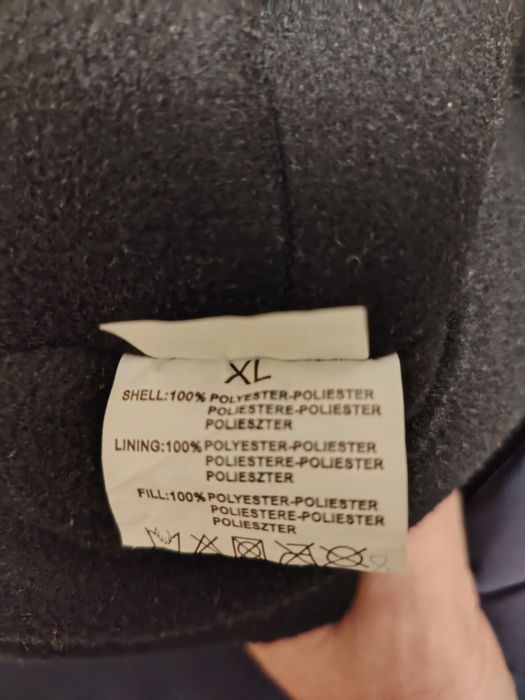 XL
SHELL:100% POLYESTER-POLIESTER
POLIESTERE-POLIESTER
POLIESZTER
LINING:100% POLYESTER-POLIESTER
POLIESTERE-POLIESTER
POLIESZTER
FILL:100% POLYESTER-POLIESTER
POLIESTERE-POLIESTER
POLIESZTER